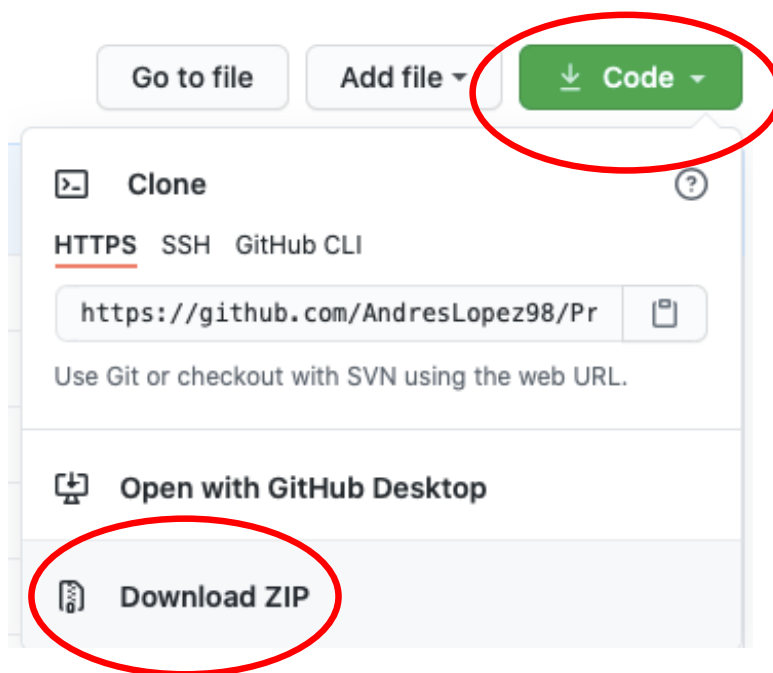 Go to file Add file Code
Clone
HTTPS SSH GitHub CLI
https://github.com/AndresLopez98/Pr
Use Git or checkout with SVN using the web URL.
Open with GitHub Desktop
Download ZIP